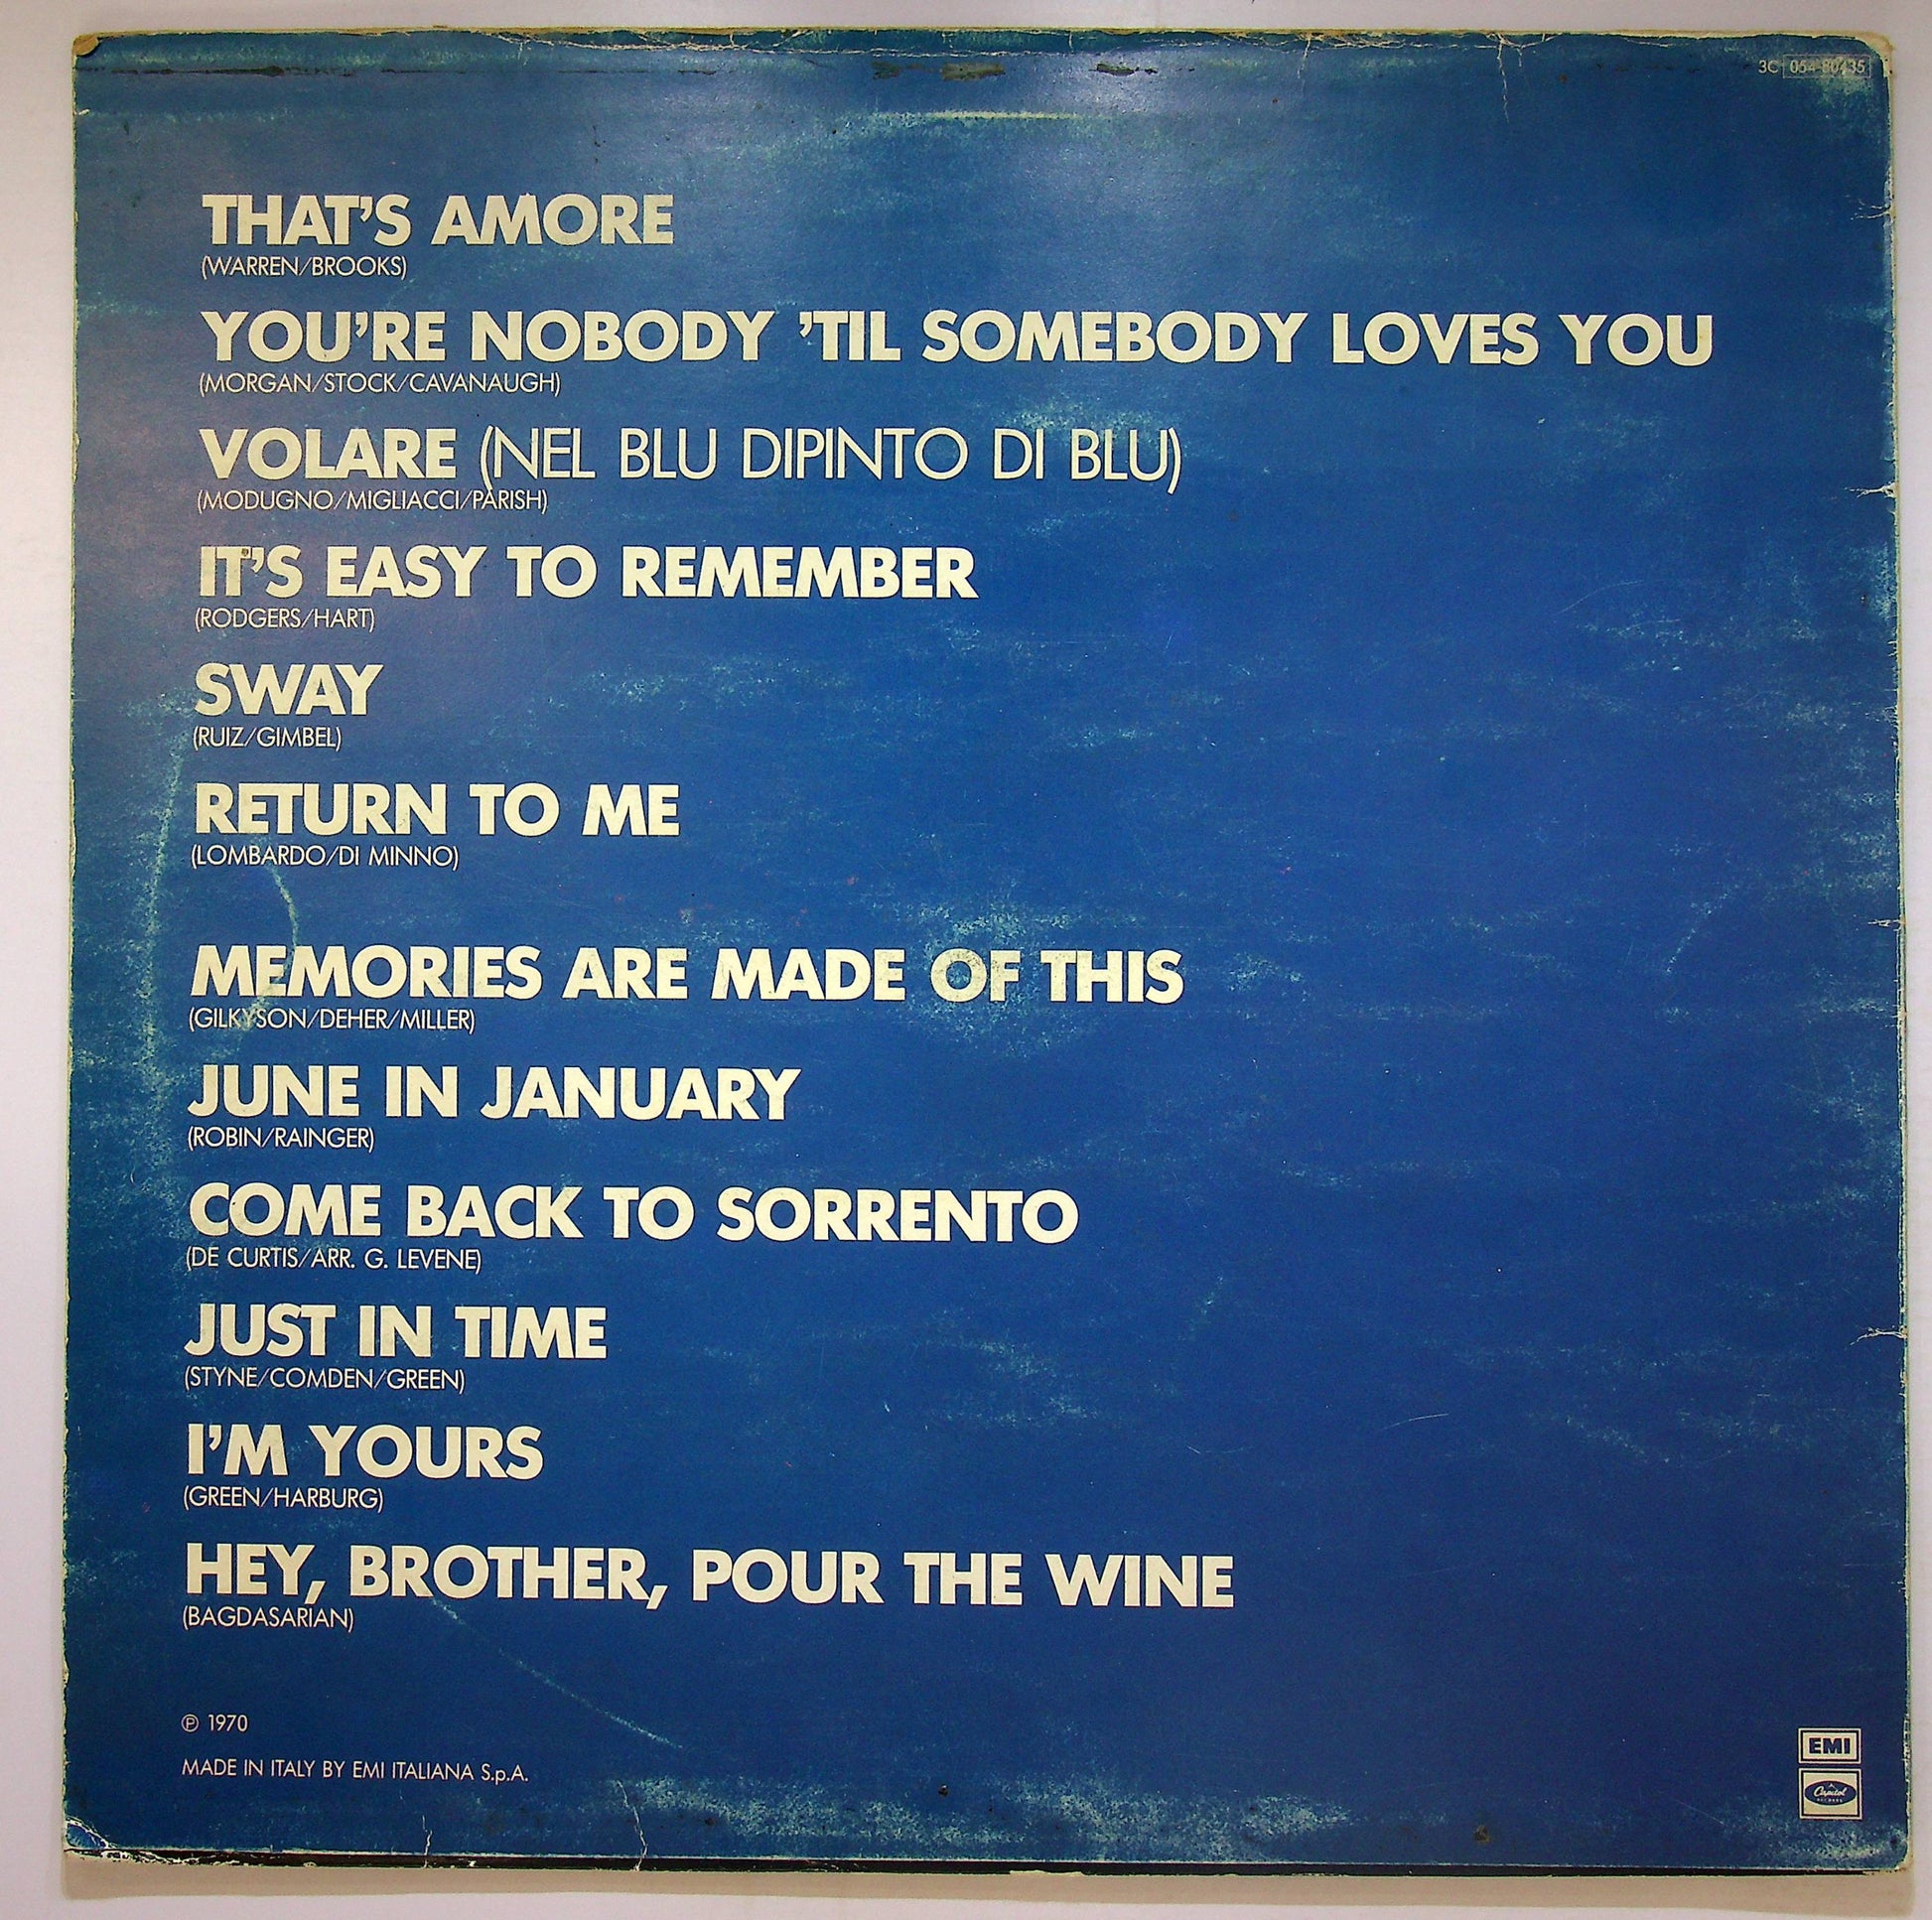 3C 054-80435
THAT'S AMORE
(WARREN/BROOKS)
YOU'RE NOBODY 'TIL SOMEBODY LOVES YOU
(MORGAN/STOCK/CAVANAUGH)
VOLARE (NEL BLU DIPINTO DI BLU)
(MODUGNO/MIGLIACCI/PARISH)
IT'S EASY TO REMEMBER
(RODGERS/HART)
SWAY
(RUIZ/GIMBEL)
RETURN TO ME
(LOMBARDO/DI MINNO)
MEMORIES ARE MADE OF THIS
(GILKYSON/DEHER/MILLER)
JUNE IN JANUARY
(ROBIN/RAINGER)
COME BACK TO SORRENTO
(DE CURTIS/ARR. G. LEVENE)
JUST IN TIME
(STYNE/COMDEN/GREEN)
I'M YOURS
(GREEN/HARBURG)
HEY, BROTHER, POUR THE WINE
(BAGDASARIAN)
℗ 1970
MADE IN ITALY BY EMI ITALIANA S.p.A.
EMI
Capitol
RECORDS